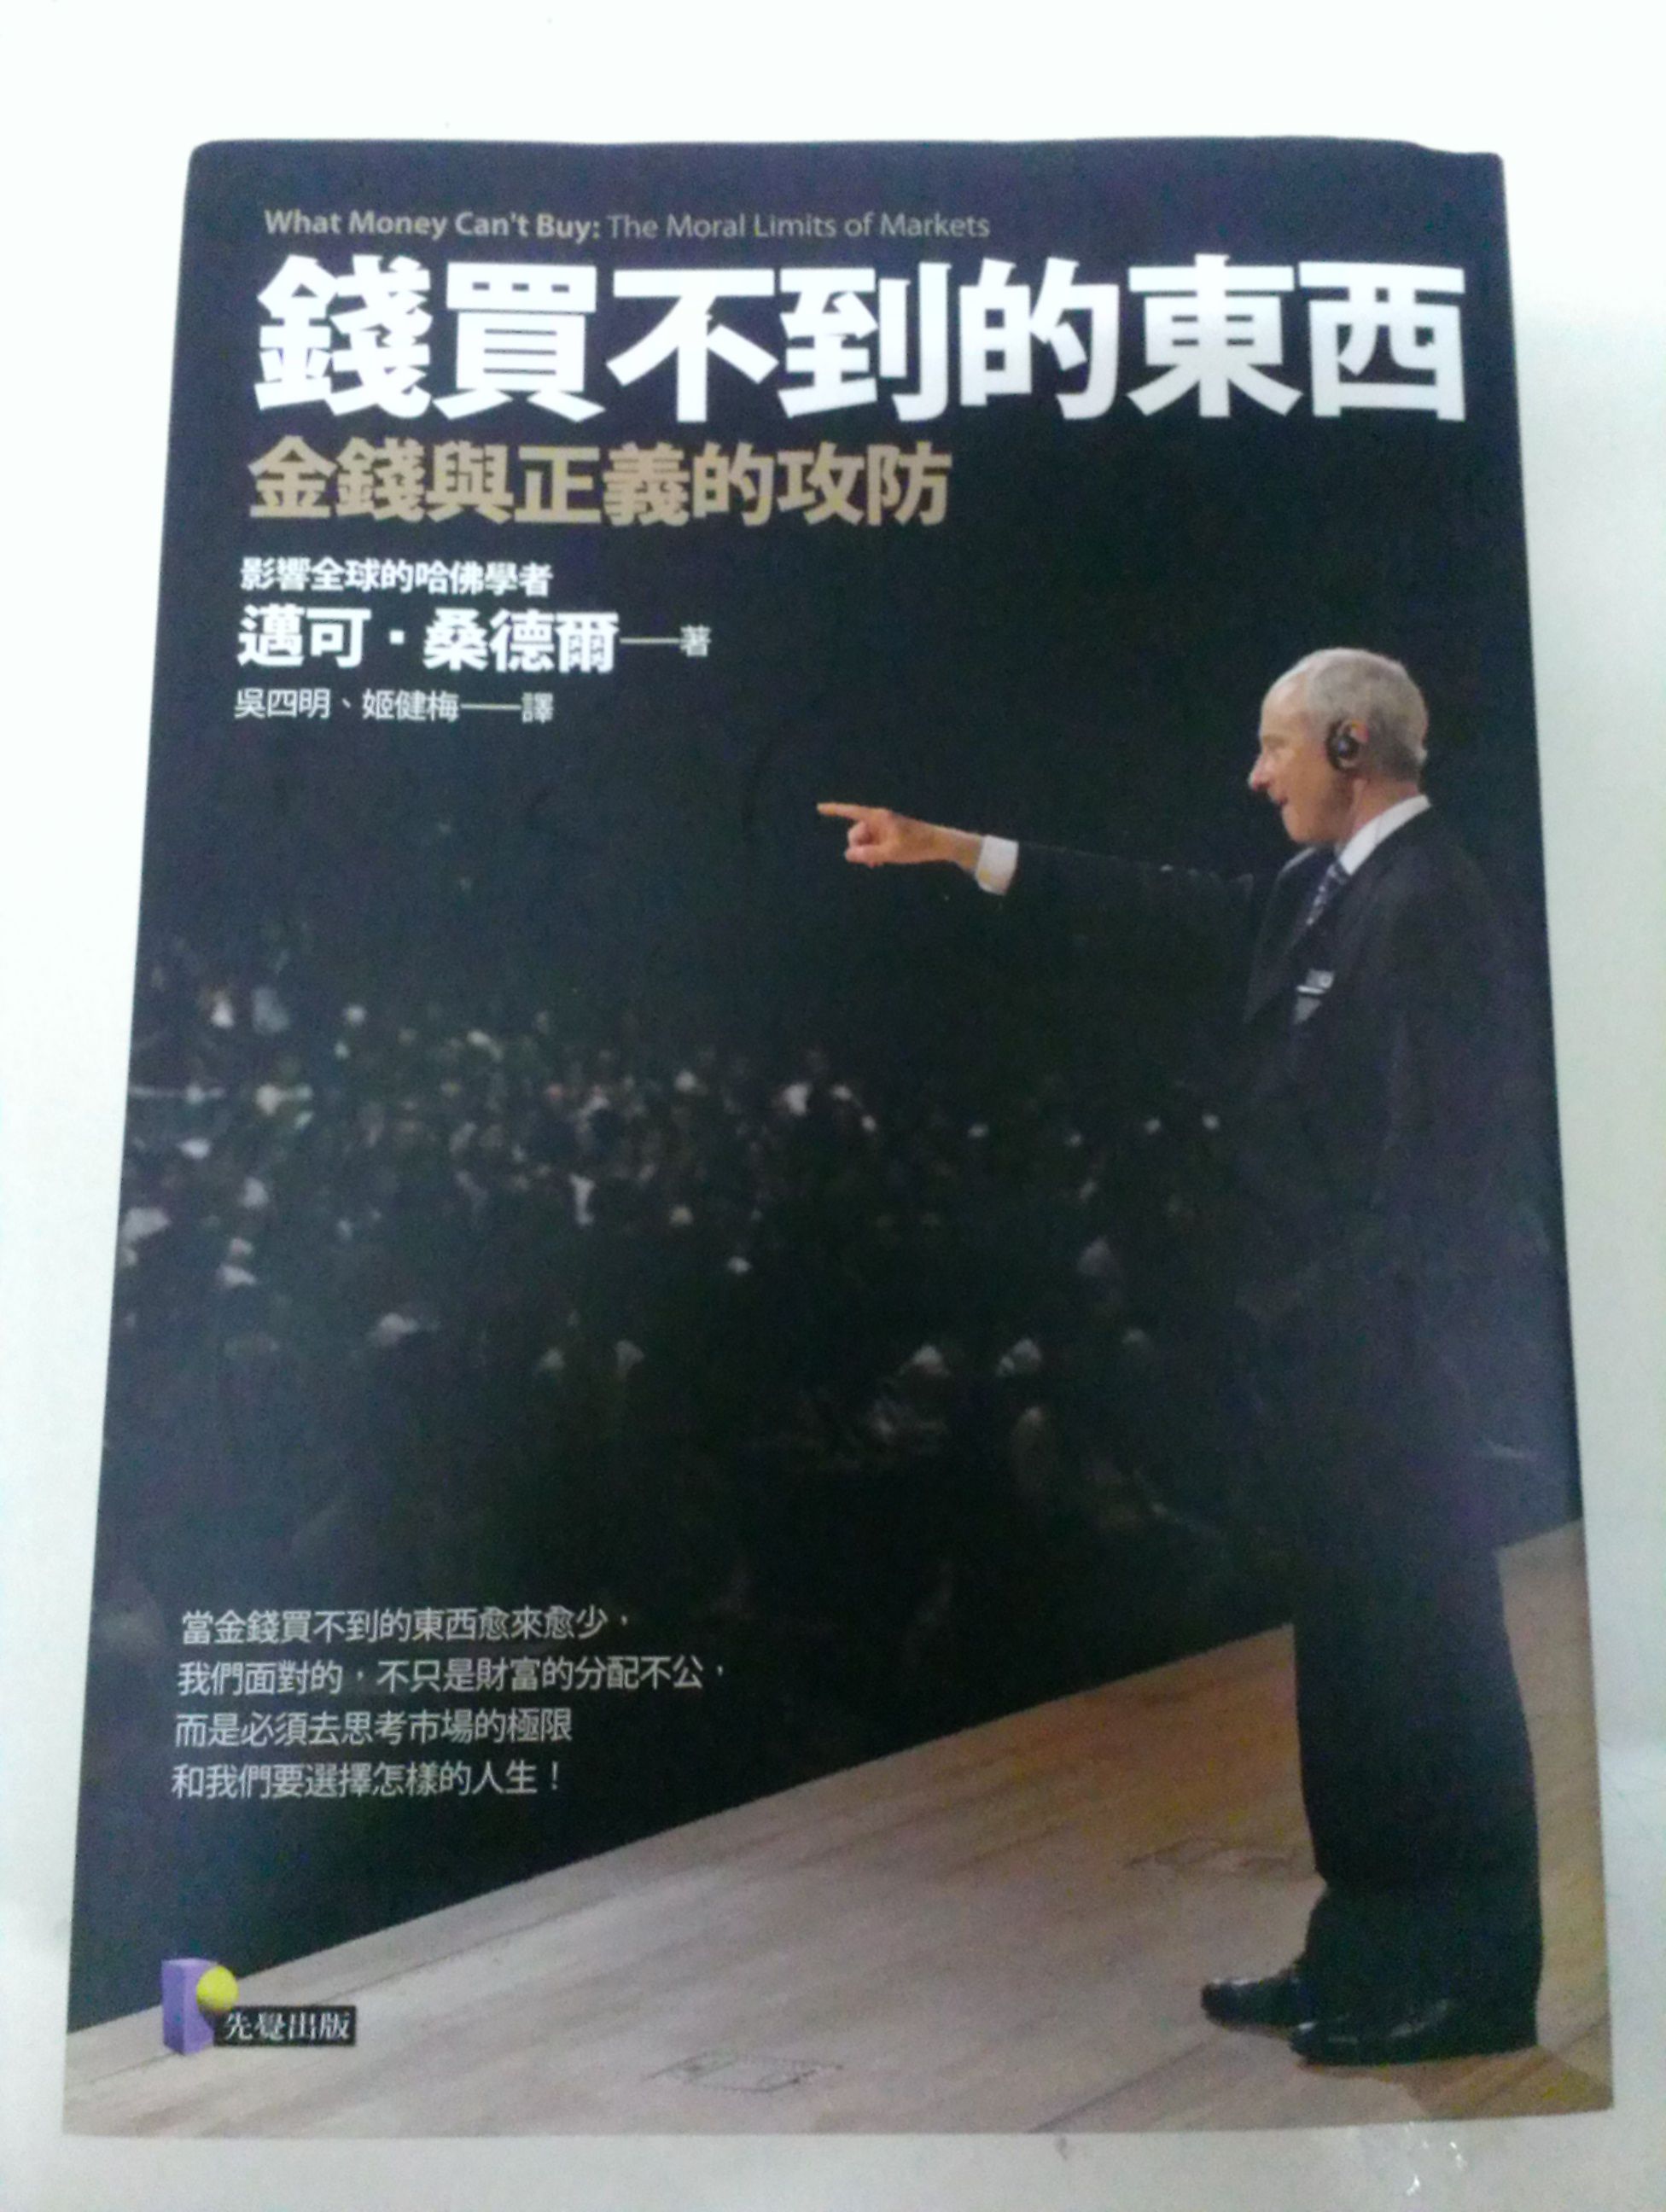 What Money Can't Buy: The Moral Limits of Markets
錢買不到的東西
金錢與正義的攻防
影響全球的哈佛學者
邁可·桑德爾——著
吳四明、姬健梅——譯
當金錢買不到的東西愈來愈少，
我們面對的，不只是財富的分配不公，
而是必須去思考市場的極限
和我們要選擇怎樣的人生！
先覺出版